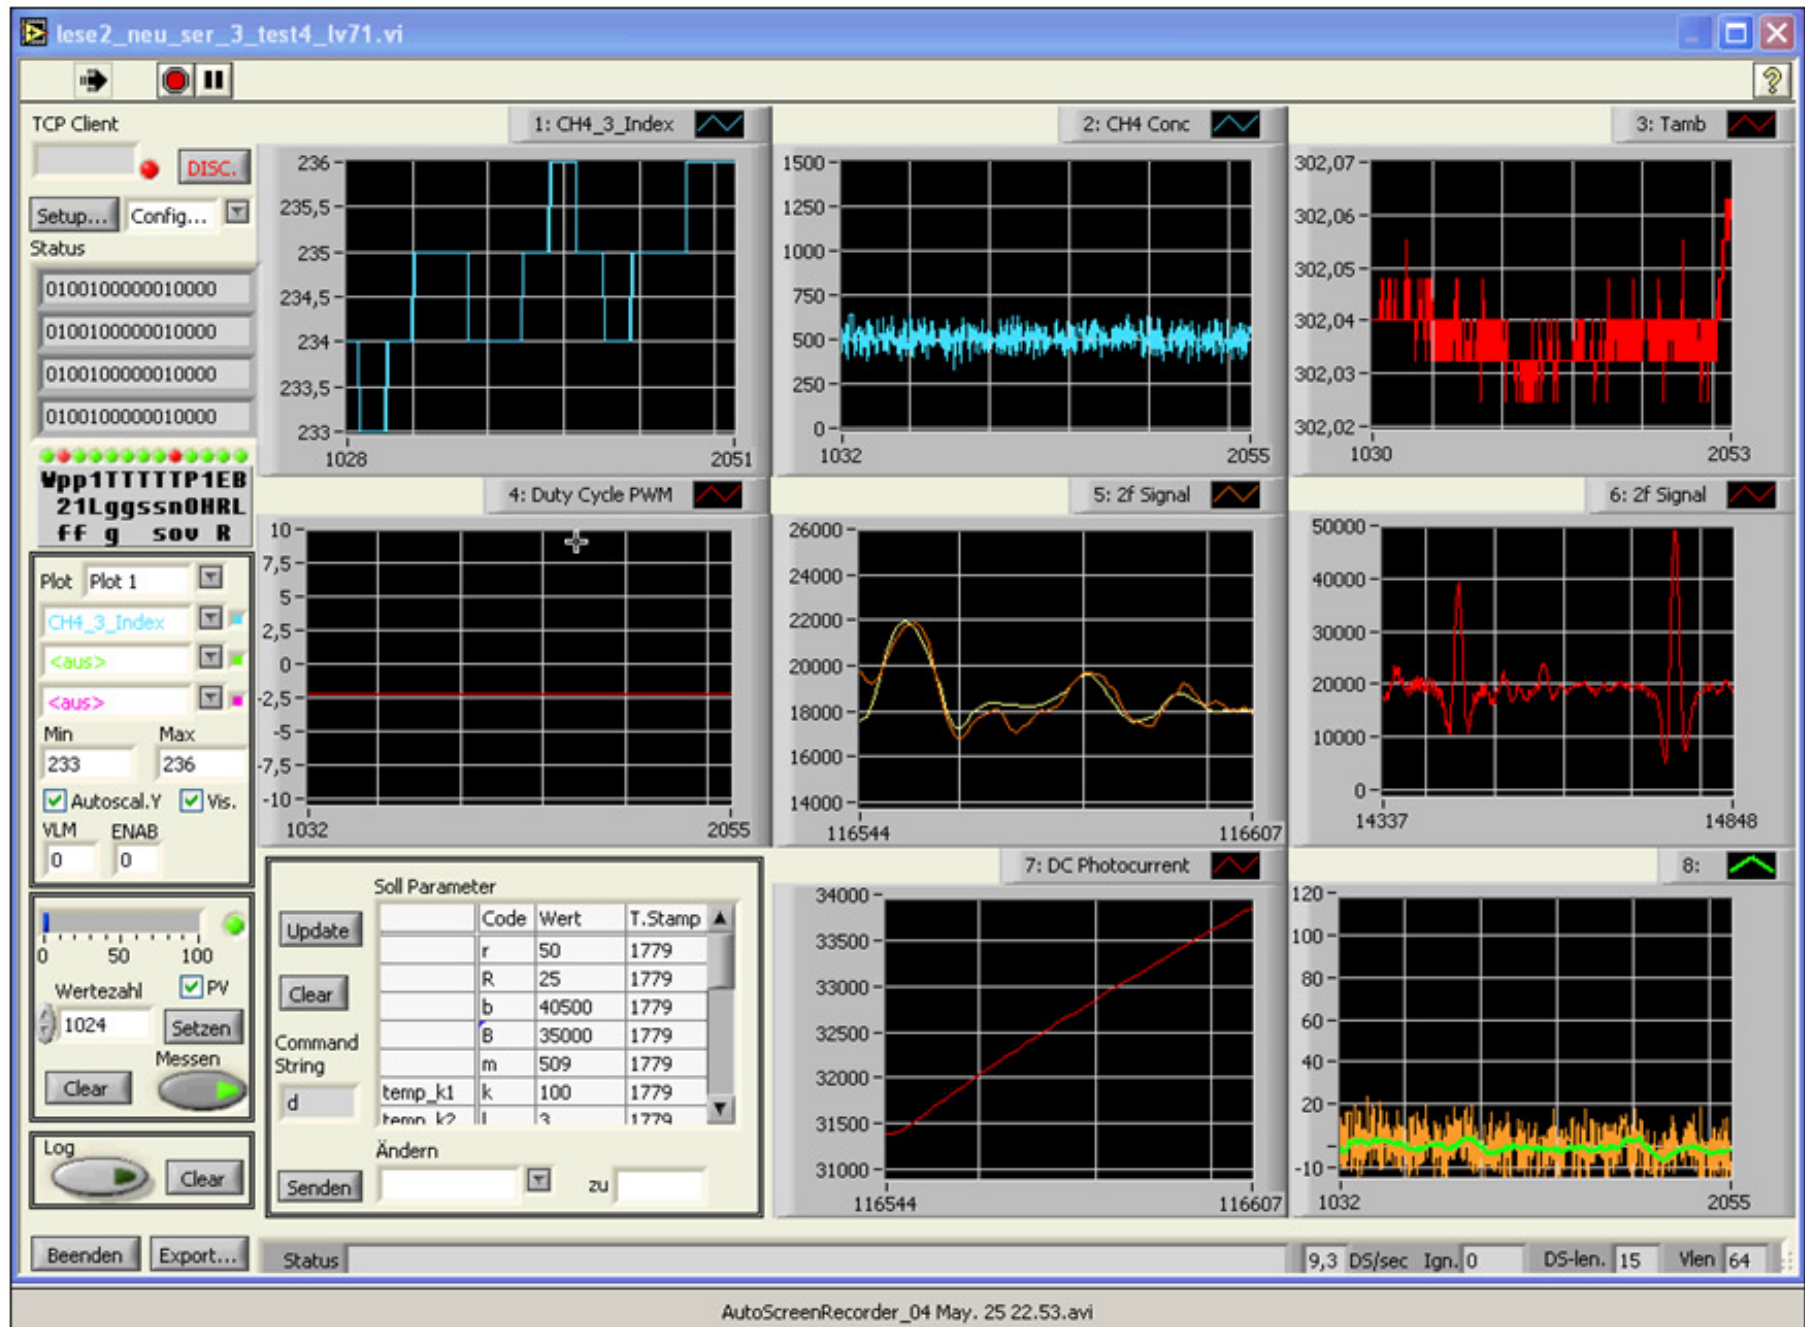 lese2_neu_ser_3_test4_lv71.vi
TCP Client
DISC.
Setup... Config...
Status
0100100000010000
0100100000010000
0100100000010000
0100100000010000
Wpp1TTTTTP1EB
21Lggssn0HRL
ff g sov R
Plot Plot 1
CH4_3_Index
<aus>
<aus>
Min Max
233 236
Autoscal.Y Vis.
VLM ENAB
0 0
0 50 100
Wertezahl PV
1024 Setzen
Messen
Clear
Log
Clear
Beenden Export...
1: CH4_3_Index
236
235,5
235
234,5
234
233,5
233
1028 2051
2: CH4 Conc
1500
1250
1000
750
500
250
0
1032 2055
3: Tamb
302,07
302,06
302,05
302,04
302,03
302,02
1030 2053
4: Duty Cycle PWM
10
7,5
5
2,5
0
-2,5
-5
-7,5
-10
1032 2055
5: 2f Signal
26000
24000
22000
20000
18000
16000
14000
116544 116607
6: 2f Signal
50000
40000
30000
20000
10000
0
14337 14848
Soll Parameter
Update
Clear
Command
String
d
Code Wert T.Stamp
r 50 1779
R 25 1779
b 40500 1779
B 35000 1779
m 509 1779
temp_k1 k 100 1779
temp_k2 l 3 1779
Ändern
Senden zu
7: DC Photocurrent
34000
33500
33000
32500
32000
31500
31000
116544 116607
8:
120
100
80
60
40
20
-10
1032 2055
Status 9,3 DS/sec Ign. 0 DS-len. 15 Vlen 64
AutoScreenRecorder_04 May. 25 22.53.avi